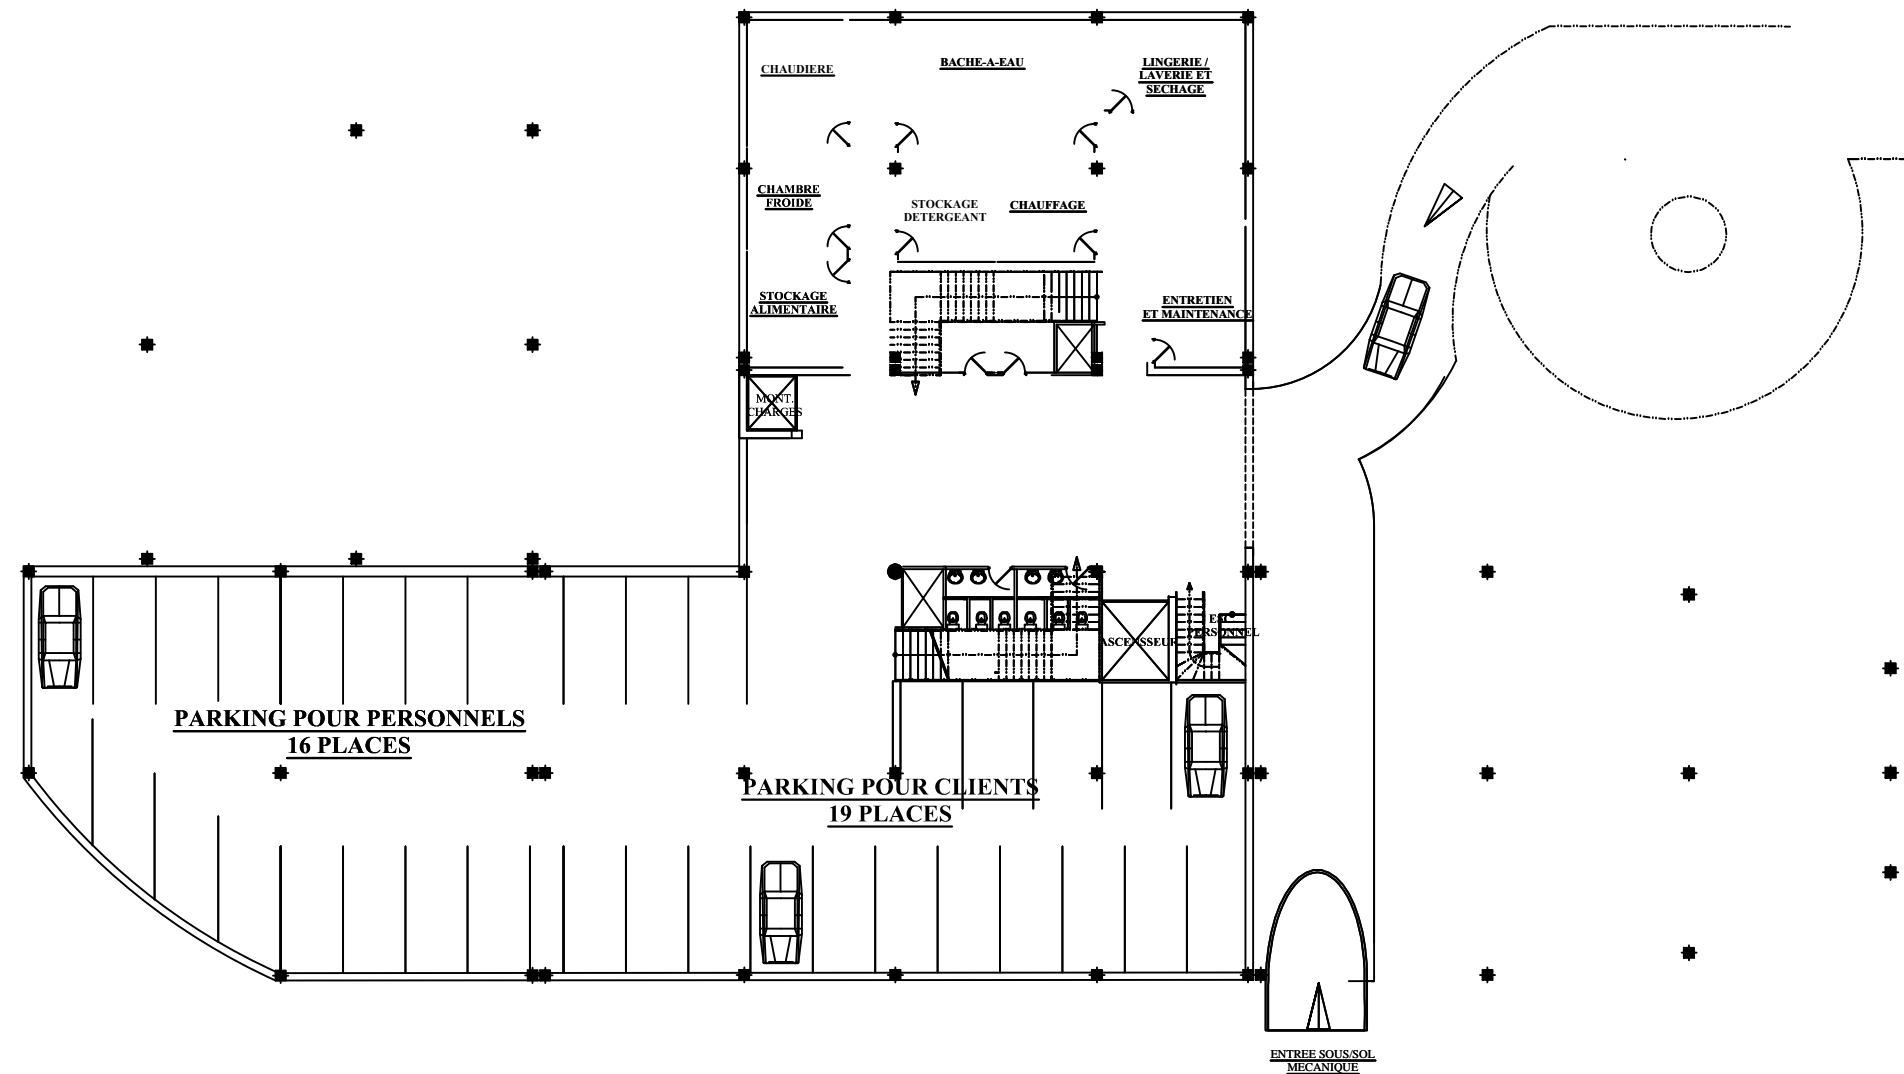 CHAUDIERE
BACHE-A-EAU
LINGERIE /
LAVERIE ET
SECHAGE
CHAMBRE
FROIDE
STOCKAGE
DETERGEANT
CHAUFFAGE
STOCKAGE
ALIMENTAIRE
ENTRETIEN
ET MAINTENANCE
MONT.
CHARGES
ASCENSSEUR
ESC
PERSONNEL
PARKING POUR PERSONNELS
16 PLACES
PARKING POUR CLIENTS
19 PLACES
ENTREE SOUS/SOL
MECANIQUE